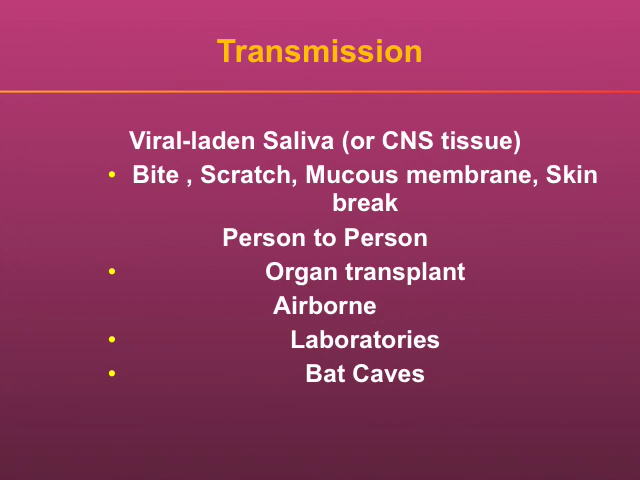 Transmission
Viral-laden Saliva (or CNS tissue)
• Bite , Scratch, Mucous membrane, Skin
break
Person to Person
• Organ transplant
Airborne
• Laboratories
• Bat Caves